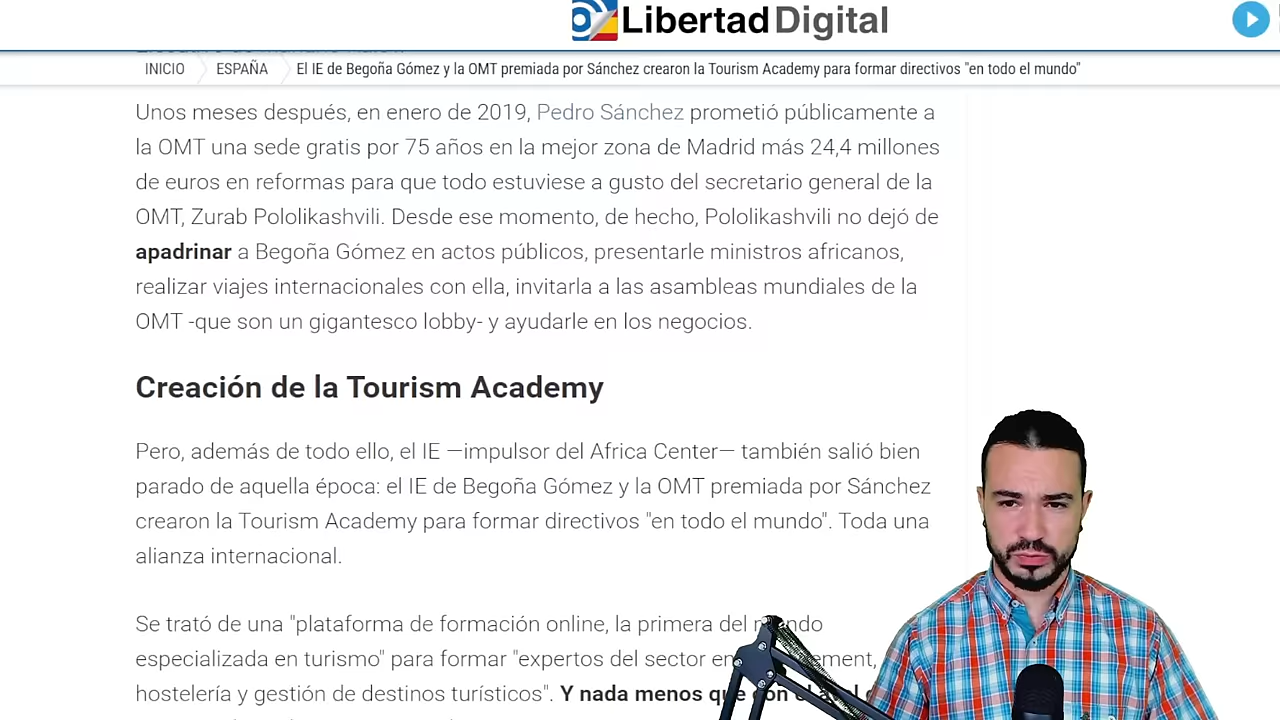 Libertad Digital
INICIO ESPAÑA El IE de Begoña Gómez y la OMT premiada por Sánchez crearon la Tourism Academy para formar directivos "en todo el mundo"
Unos meses después, en enero de 2019, Pedro Sánchez prometió públicamente a
la OMT una sede gratis por 75 años en la mejor zona de Madrid más 24,4 millones
de euros en reformas para que todo estuviese a gusto del secretario general de la
OMT, Zurab Pololikashvili. Desde ese momento, de hecho, Pololikashvili no dejó de
apadrinar a Begoña Gómez en actos públicos, presentarle ministros africanos,
realizar viajes internacionales con ella, invitarla a las asambleas mundiales de la
OMT -que son un gigantesco lobby- y ayudarle en los negocios.
Creación de la Tourism Academy
Pero, además de todo ello, el IE —impulsor del Africa Center— también salió bien
parado de aquella época: el IE de Begoña Gómez y la OMT premiada por Sánchez
crearon la Tourism Academy para formar directivos "en todo el mundo". Toda una
alianza internacional.
Se trató de una "plataforma de formación online, la primera del
especializada en turismo" para formar "expertos del sector en
hostelería y gestión de destinos turísticos". Y nada menos